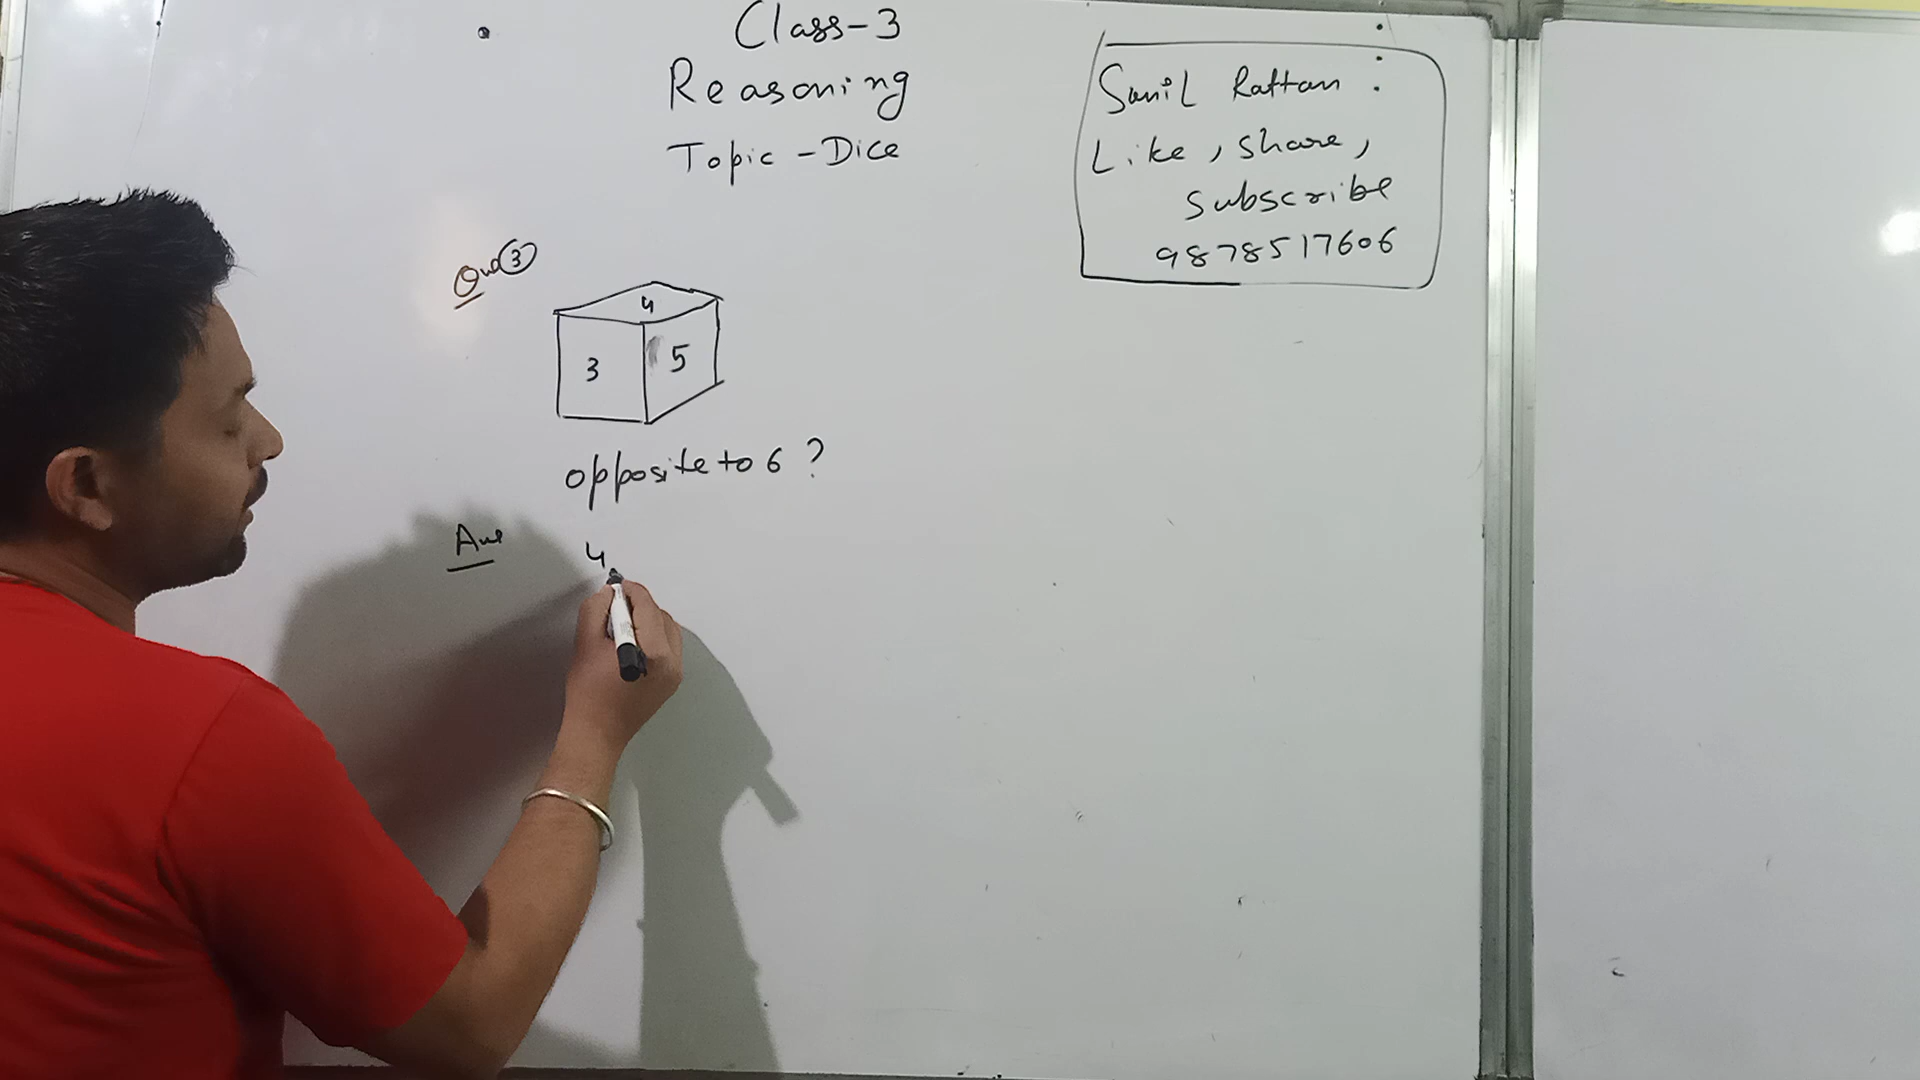 Class-3
Reasoning
Topic - Dice
Sunil Rattan :
Like, share,
subscribe
9878517606
Que 3
4
3
5
opposite to 6 ?
Ans
4